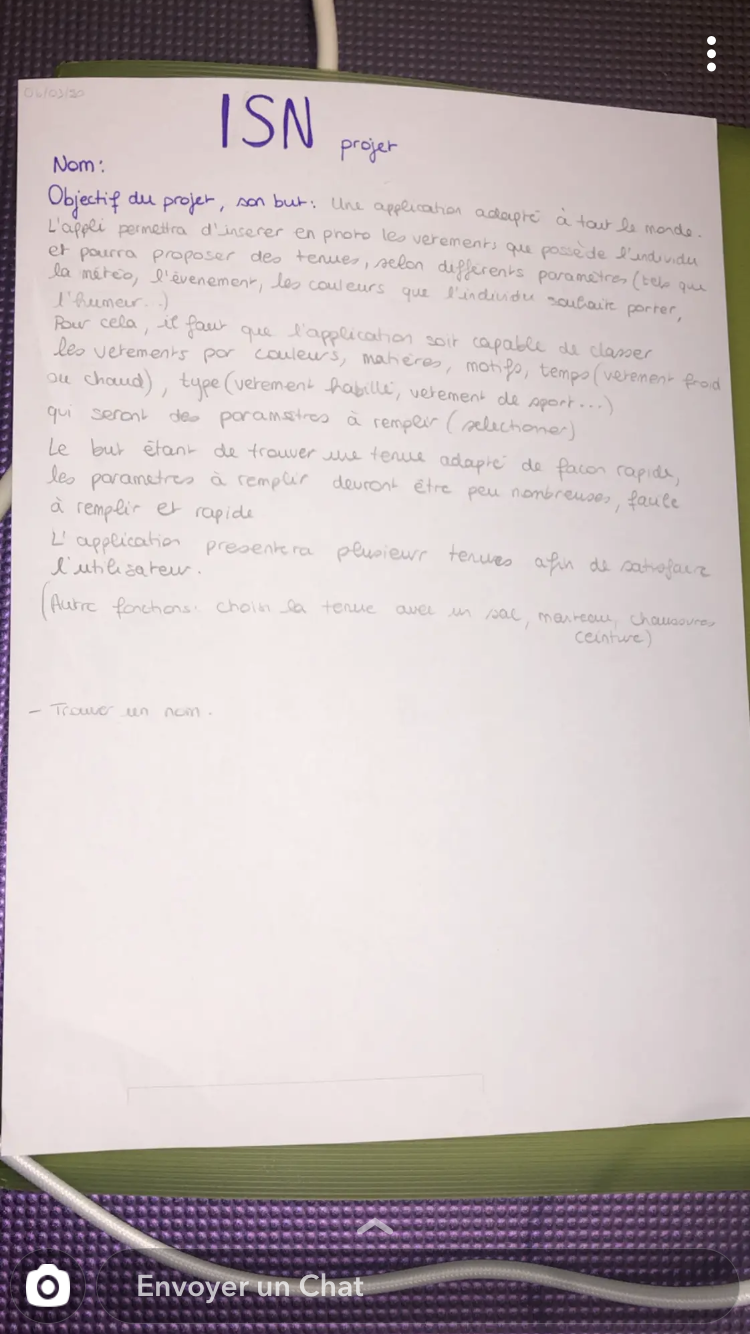 06/03/20
ISN projet
Nom:
Objectif du projet, son but: Une application adapté à tout le monde.
L'appli permettra d'inserer en photo les vetements que possède l'individu
et pourra proposer des tenues, selon différents paramètres (tels que
la météo, l'évenement, les couleurs que l'individu souhaite porter,
l'humeur...)
Pour cela, il faut que l'application soit capable de classer
les vetements par couleurs, matières, motifs, temps (vetement froid
ou chaud), type (vetement habillé, vetement de sport...)
qui seront des paramètres à remplir (selectioner)
Le but étant de trouver une tenue adapté de facon rapide,
les parametres à remplir devront être peu nombreuses, facile
à remplir et rapide
L'application presentera plusieur tenues afin de satisfaire
l'utilisateur.
(Autre fonctions: choisir la tenue avec un sac, manteau, chaussures
ceinture)
- Trouver un nom.
Envoyer un Chat